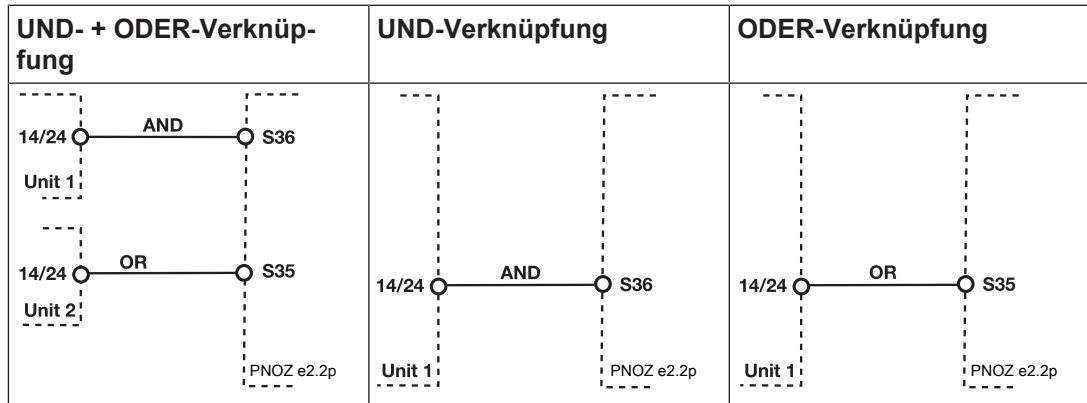 UND- + ODER-Verknüp-
fung
UND-Verknüpfung
ODER-Verknüpfung
14/24 AND S36
Unit 1
14/24 OR S35
Unit 2
PNOZ e2.2p
14/24 AND S36
Unit 1
PNOZ e2.2p
14/24 OR S35
Unit 1
PNOZ e2.2p